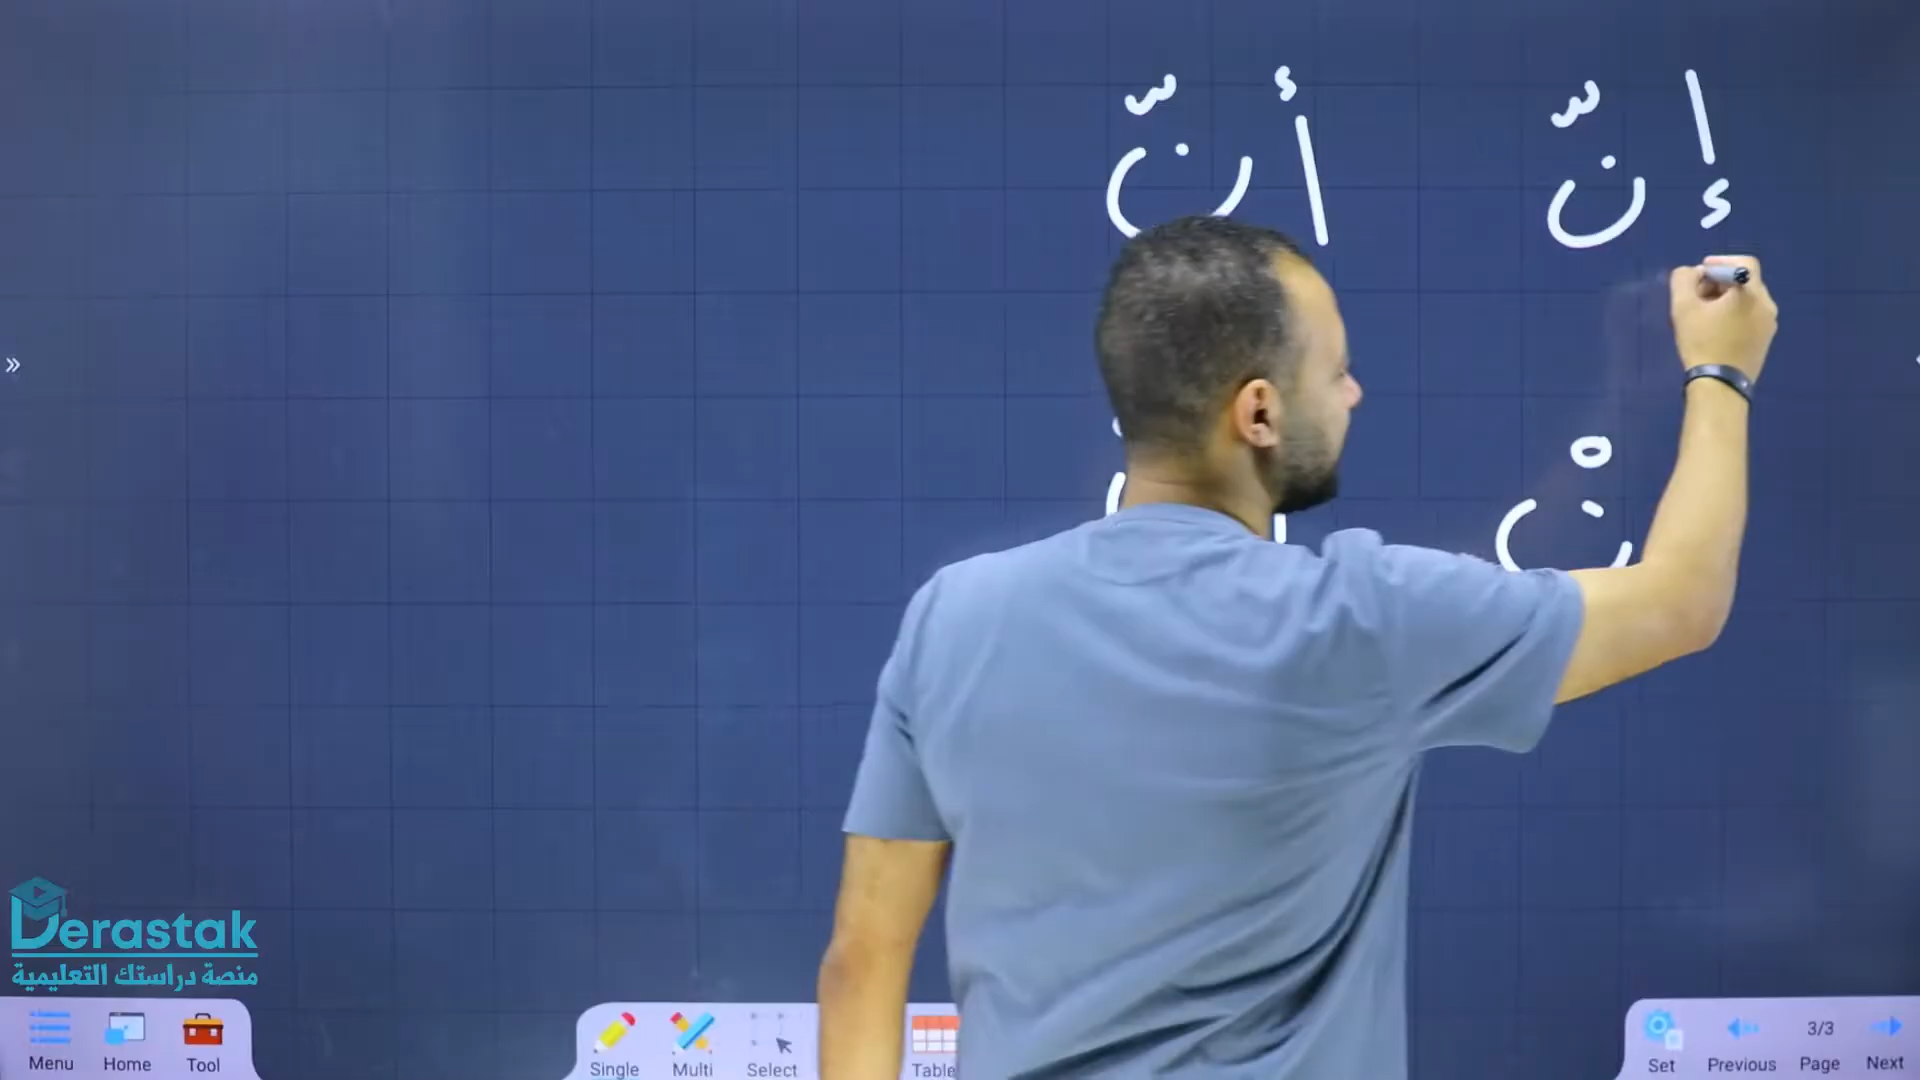 إنّ أنّ
نْ
Derastak
منصة دراستك التعليمية
Menu Home Tool Single Multi Select Table Set Previous 3/3 Page Next